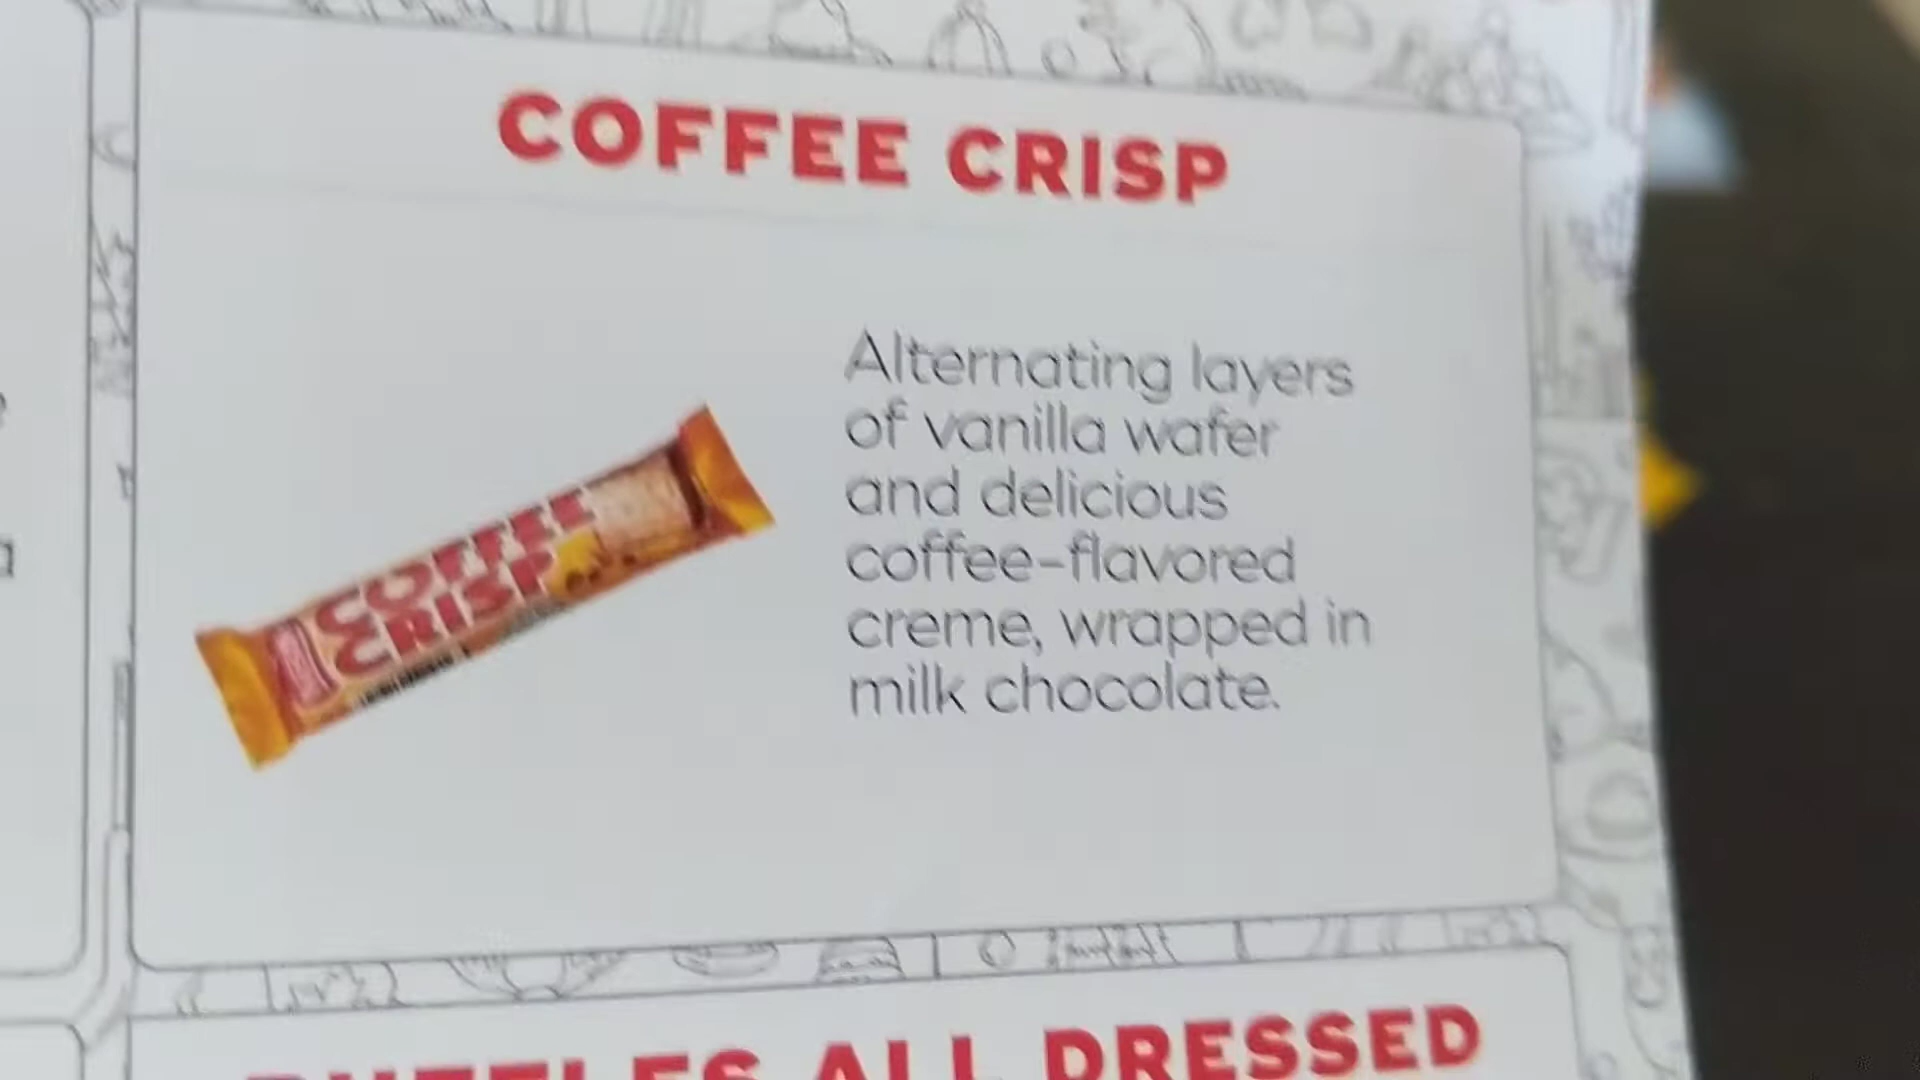 COFFEE CRISP
Alternating layers
of vanilla wafer
and delicious
coffee-flavored
creme, wrapped in
milk chocolate.
COFFEE
CRISP
ALL DRESSED